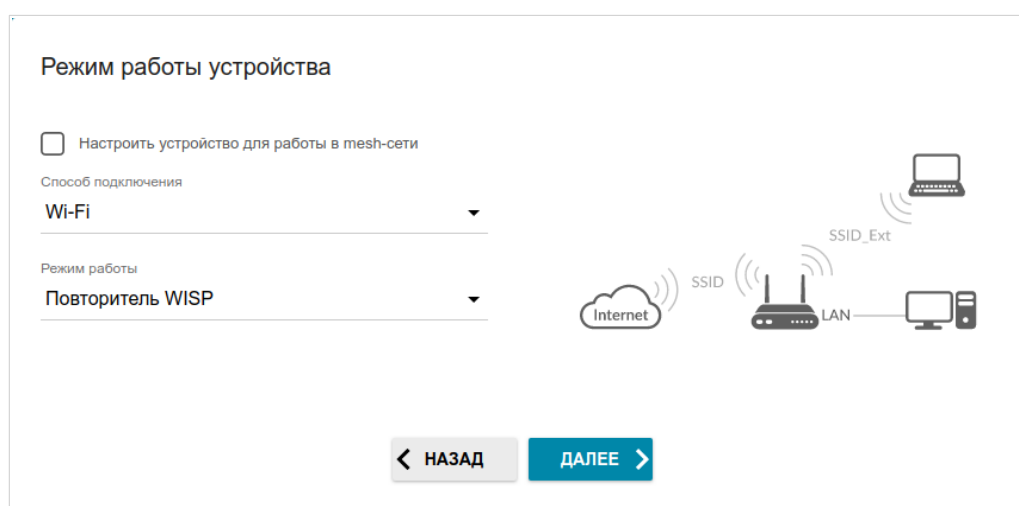 Режим работы устройства
Настроить устройство для работы в mesh-сети
Способ подключения
Wi-Fi
Режим работы
Повторитель WISP
SSID_Ext
SSID
Internet
LAN
НАЗАД
ДАЛЕЕ